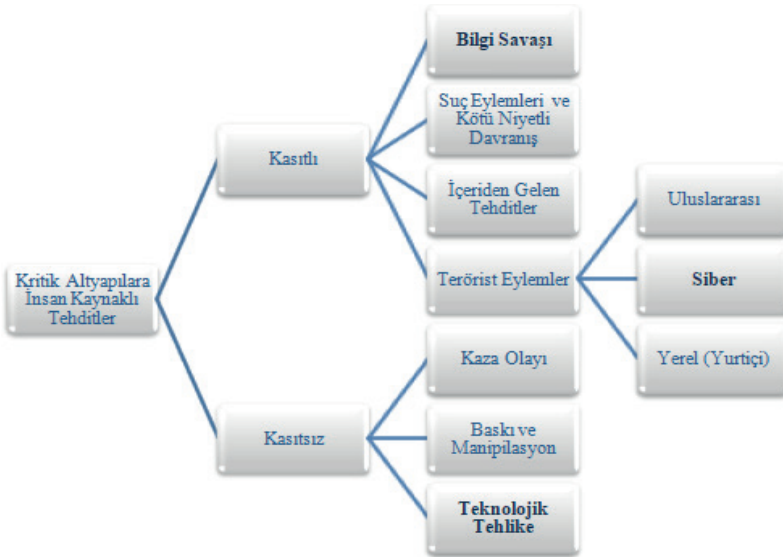 Kritik Altyapılara
İnsan Kaynaklı
Tehditler
Kasıtlı
Bilgi Savaşı
Suç Eylemleri ve
Kötü Niyetli
Davranış
İçeriden Gelen
Tehditler
Terörist Eylemler
Uluslararası
Siber
Yerel (Yurtiçi)
Kasıtsız
Kaza Olayı
Baskı ve
Manipilasyon
Teknolojik
Tehlike